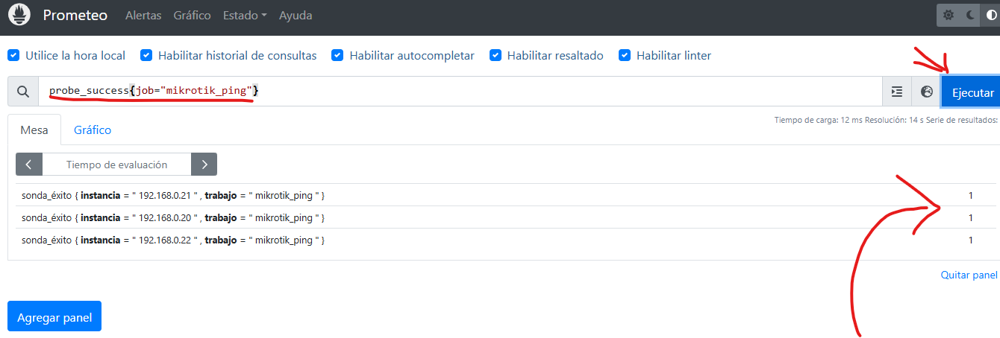 Prometeo Alertas Gráfico Estado Ayuda
Utilice la hora local Habilitar historial de consultas Habilitar autocompletar Habilitar resaltado Habilitar linter
probe_success{job="mikrotik_ping"} Ejecutar
Tiempo de carga: 12 ms Resolución: 14 s Serie de resultados:
Mesa Gráfico
Tiempo de evaluación
sonda_éxito { instancia = " 192.168.0.21 " , trabajo = " mikrotik_ping " } 1
sonda_éxito { instancia = " 192.168.0.20 " , trabajo = " mikrotik_ping " } 1
sonda_éxito { instancia = " 192.168.0.22 " , trabajo = " mikrotik_ping " } 1
Quitar panel
Agregar panel